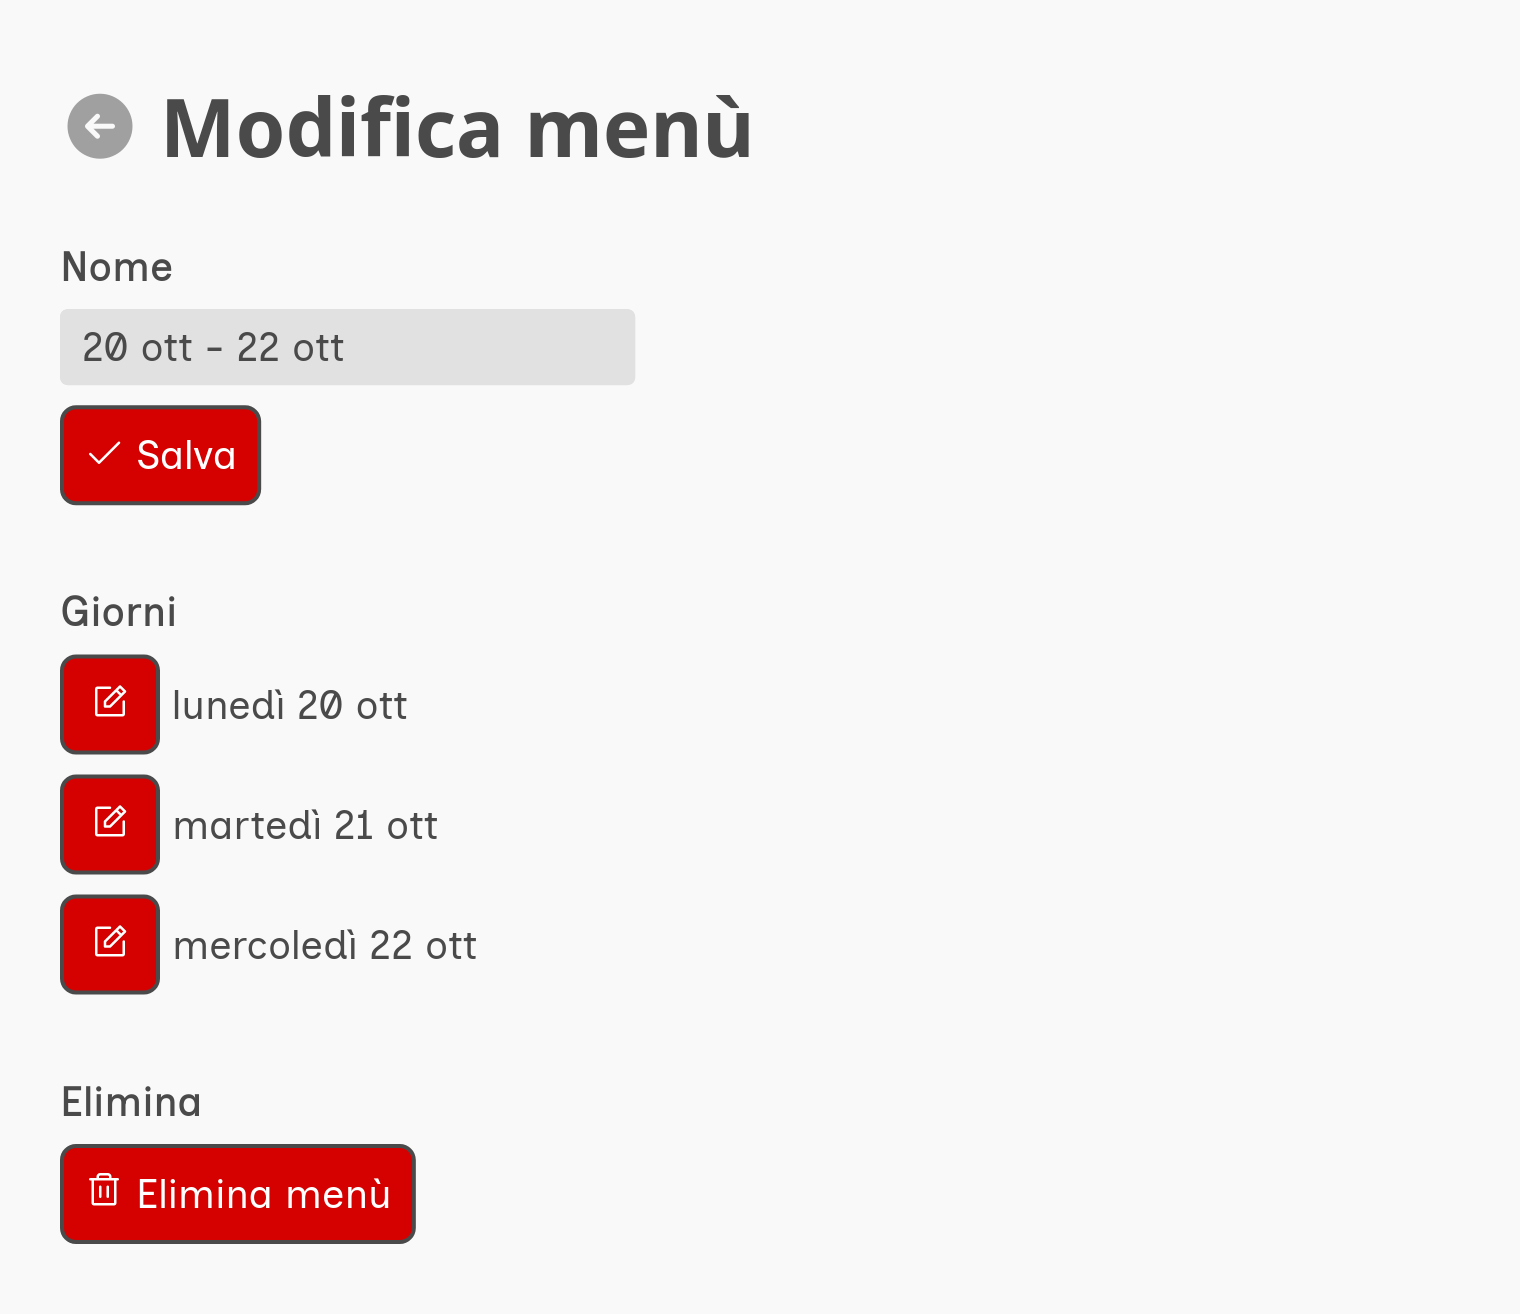 Modifica menù
Nome
20 ott - 22 ott
Salva
Giorni
lunedì 20 ott
martedì 21 ott
mercoledì 22 ott
Elimina
Elimina menù